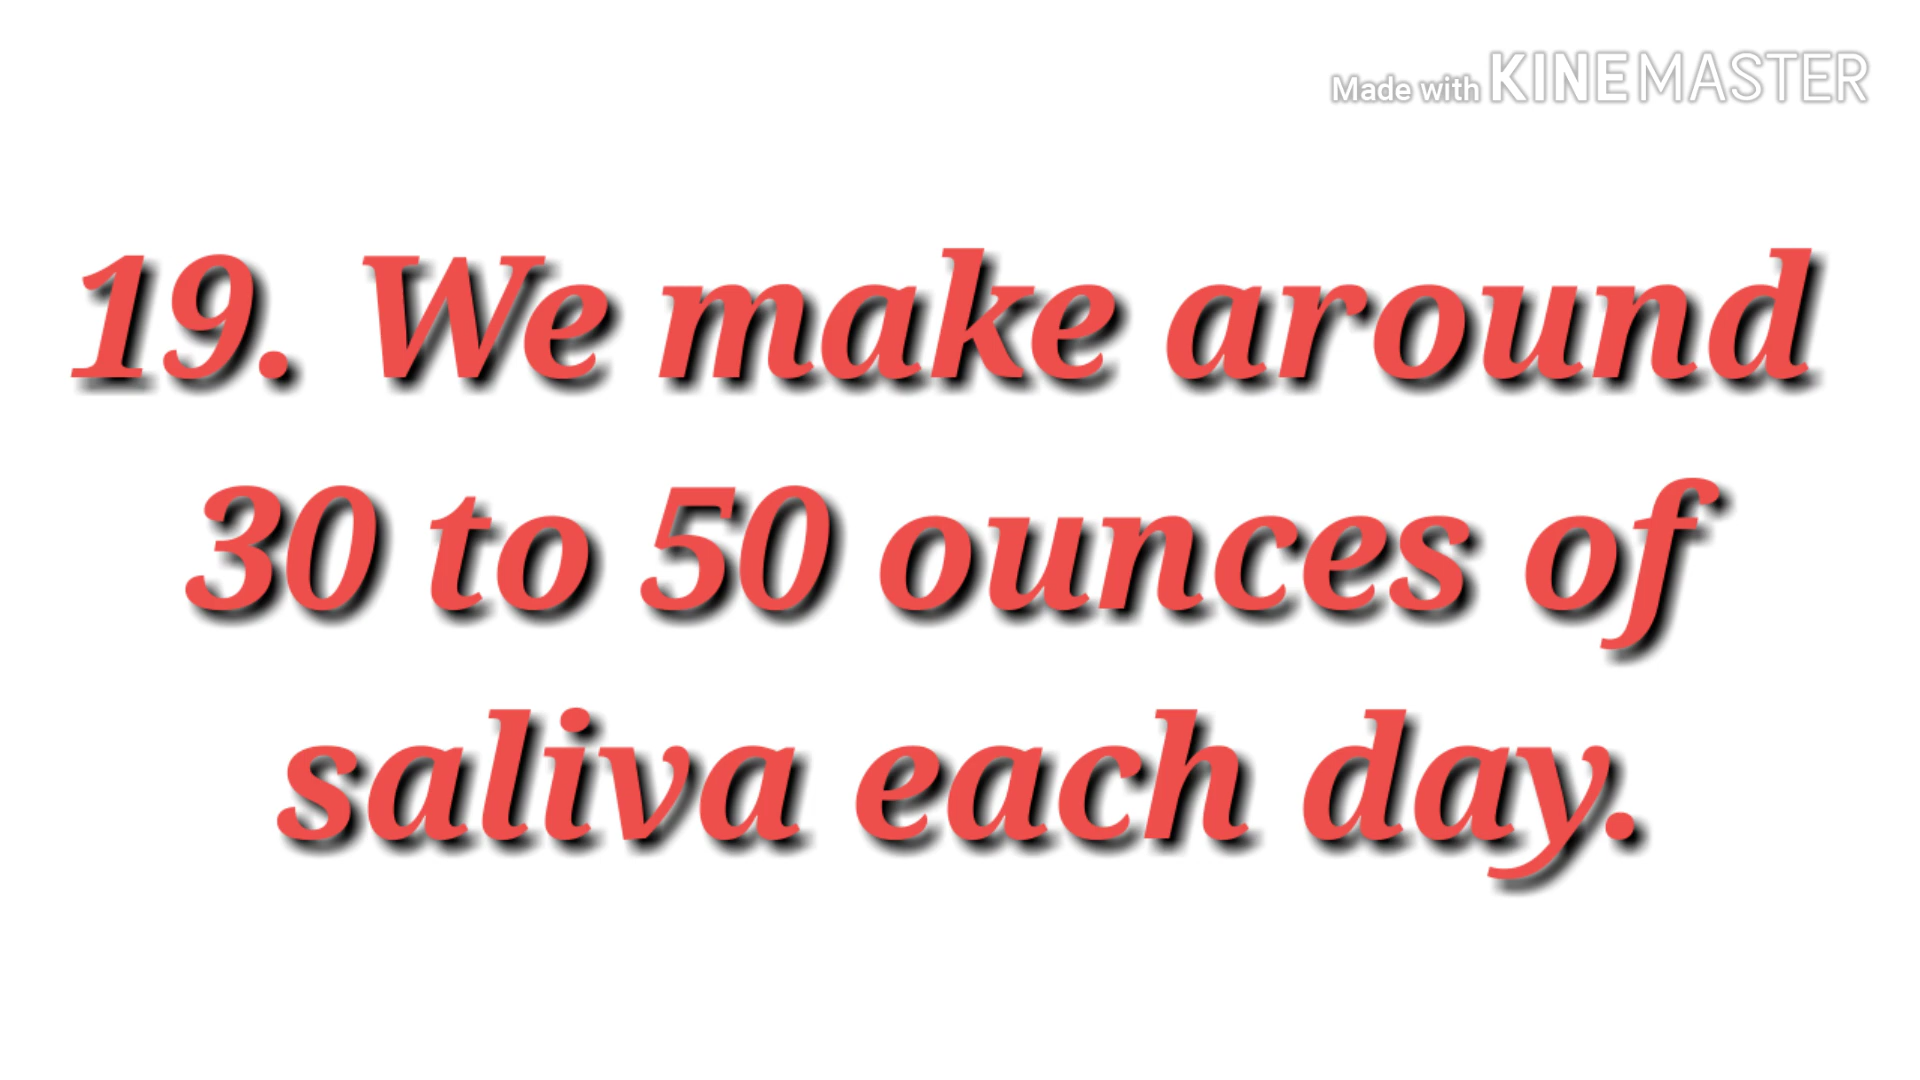 Made with KINEMASTER
19. We make around
30 to 50 ounces of
saliva each day.